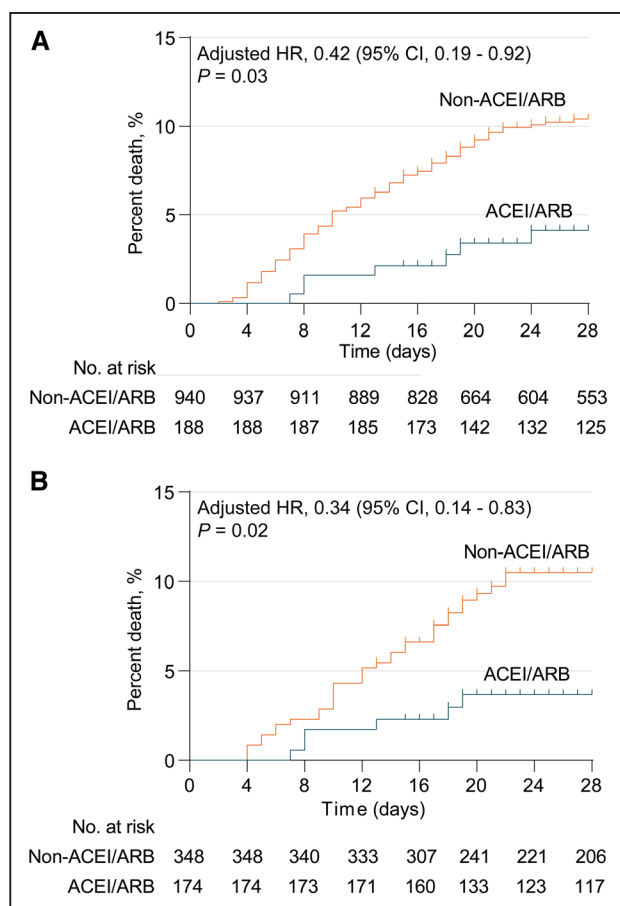 A
15
Adjusted HR, 0.42 (95% CI, 0.19 - 0.92)
P = 0.03
Non-ACEI/ARB
10
Percent death, %
ACEI/ARB
5
0
0 4 8 12 16 20 24 28
Time (days)
No. at risk
Non-ACEI/ARB 940 937 911 889 828 664 604 553
ACEI/ARB 188 188 187 185 173 142 132 125
B
15
Adjusted HR, 0.34 (95% CI, 0.14 - 0.83)
P = 0.02
Non-ACEI/ARB
10
Percent death, %
ACEI/ARB
5
0
0 4 8 12 16 20 24 28
Time (days)
No. at risk
Non-ACEI/ARB 348 348 340 333 307 241 221 206
ACEI/ARB 174 174 173 171 160 133 123 117